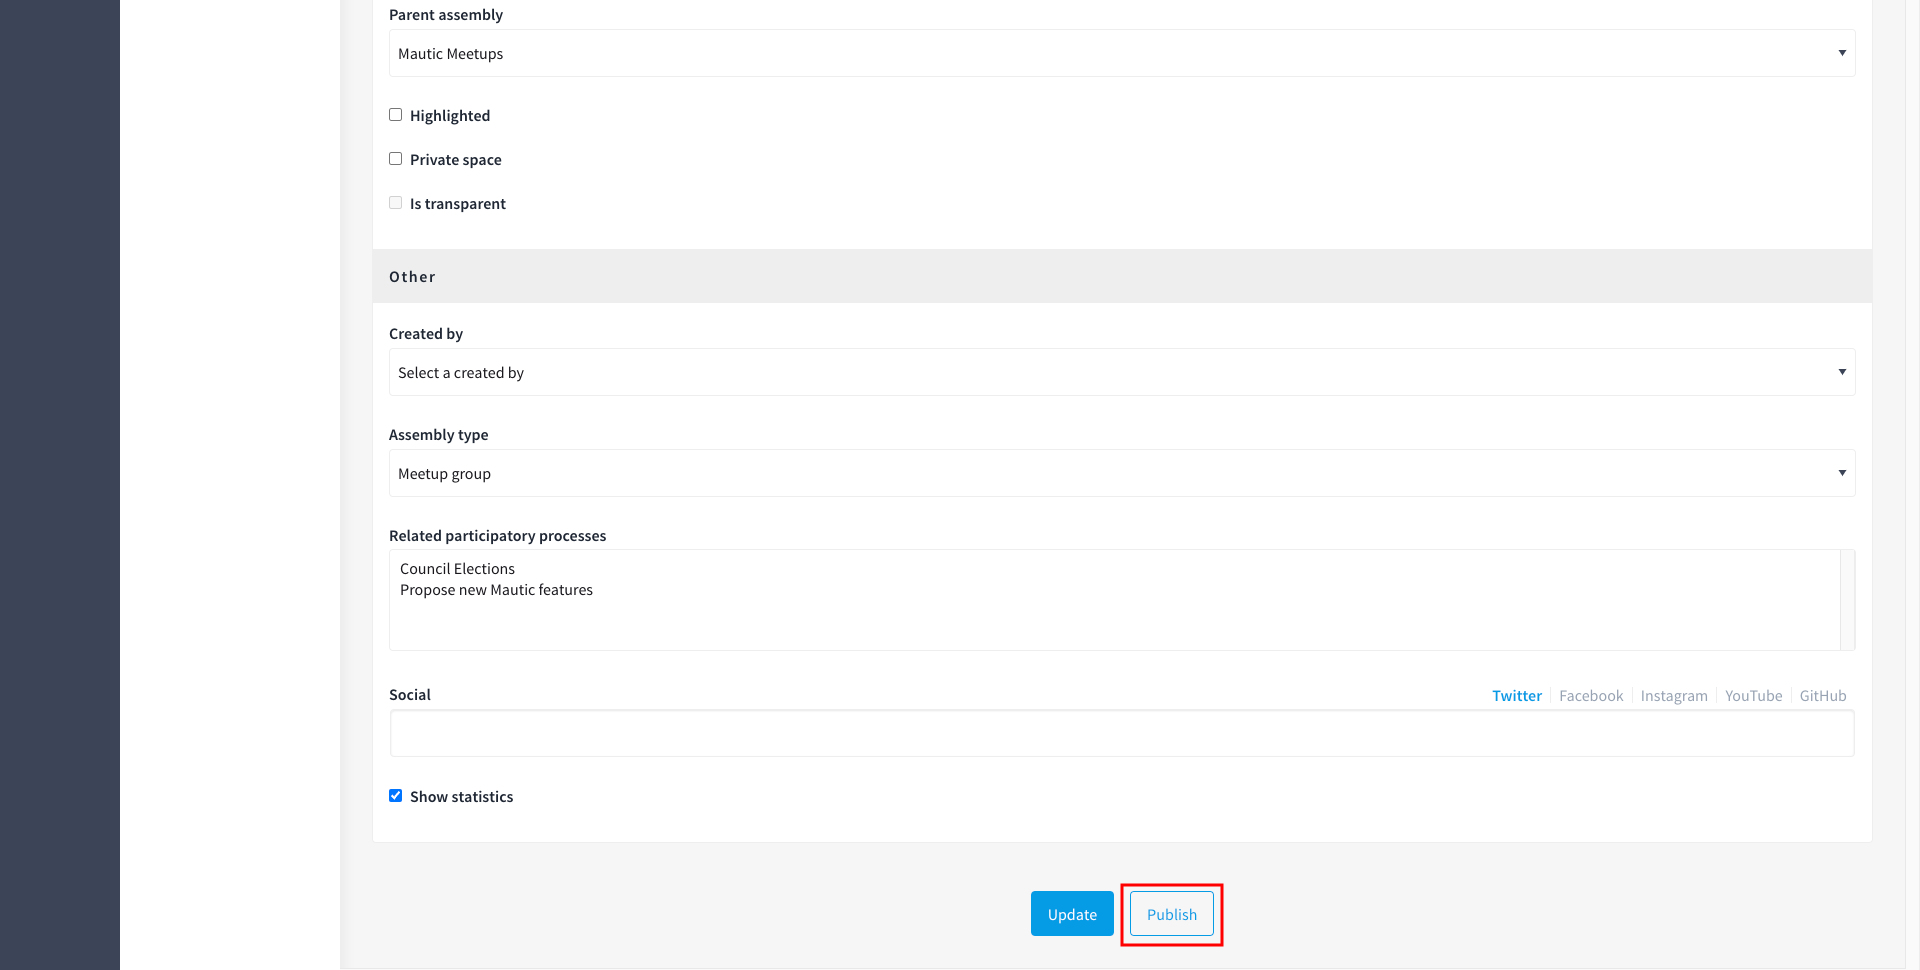 Parent assembly
Mautic Meetups
Highlighted
Private space
Is transparent
Other
Created by
Select a created by
Assembly type
Meetup group
Related participatory processes
Council Elections
Propose new Mautic features
Social Twitter Facebook Instagram YouTube GitHub
Show statistics
Update Publish